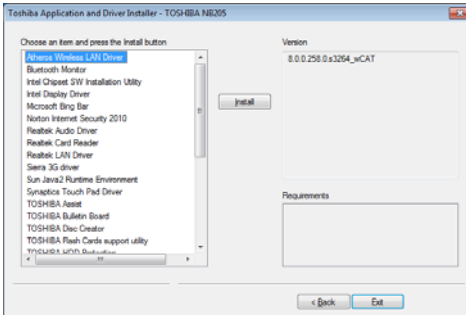 Toshiba Application and Driver Installer - TOSHIBA NB205
Choose an item and press the Install button
Atheros Wireless LAN Driver
Bluetooth Monitor
Intel Chipset SW Installation Utility
Intel Display Driver
Microsoft Bing Bar
Norton Internet Security 2010
Realtek Audio Driver
Realtek Card Reader
Realtek LAN Driver
Sierra 3G driver
Sun Java2 Runtime Environment
Synaptics Touch Pad Driver
TOSHIBA Assist
TOSHIBA Bulletin Board
TOSHIBA Disc Creator
TOSHIBA Flash Cards support utility
TOSHIBA HDD Protection
Install
Version
8.0.0.258.0.s3264_wCAT
Requirements
< Back
Exit